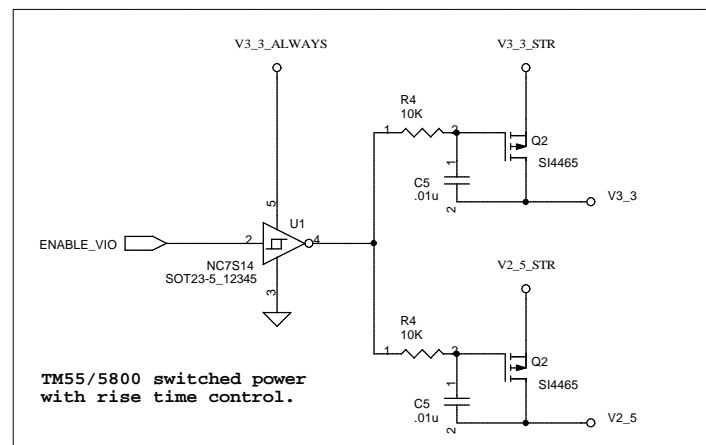 V3_3_ALWAYS
V3_3_STR
R4
10K
1
2
Q2
SI4465
1
C5
.01u
2
V3_3
5
U1
ENABLE_VIO
2
4
NC7S14
SOT23-5_12345
3
V2_5_STR
R4
10K
1
2
Q2
SI4465
1
C5
.01u
2
V2_5
TM55/5800 switched power
with rise time control.